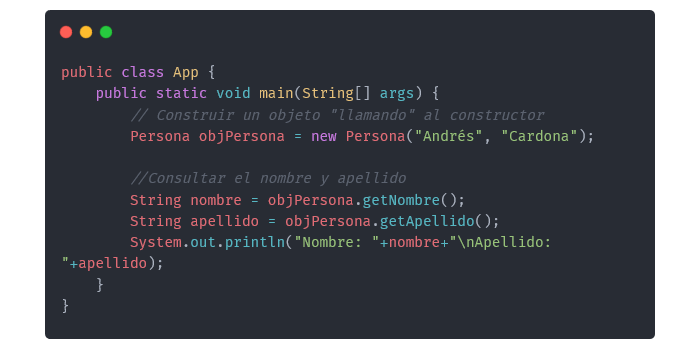 public class App {
    public static void main(String[] args) {
        // Construir un objeto "llamando" al constructor
        Persona objPersona = new Persona("Andrés", "Cardona");

        //Consultar el nombre y apellido
        String nombre = objPersona.getNombre();
        String apellido = objPersona.getApellido();
        System.out.println("Nombre: "+nombre+"\nApellido:
"+apellido);
    }
}